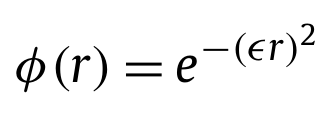 ϕ(r) = e^{-(ϵr)^2}